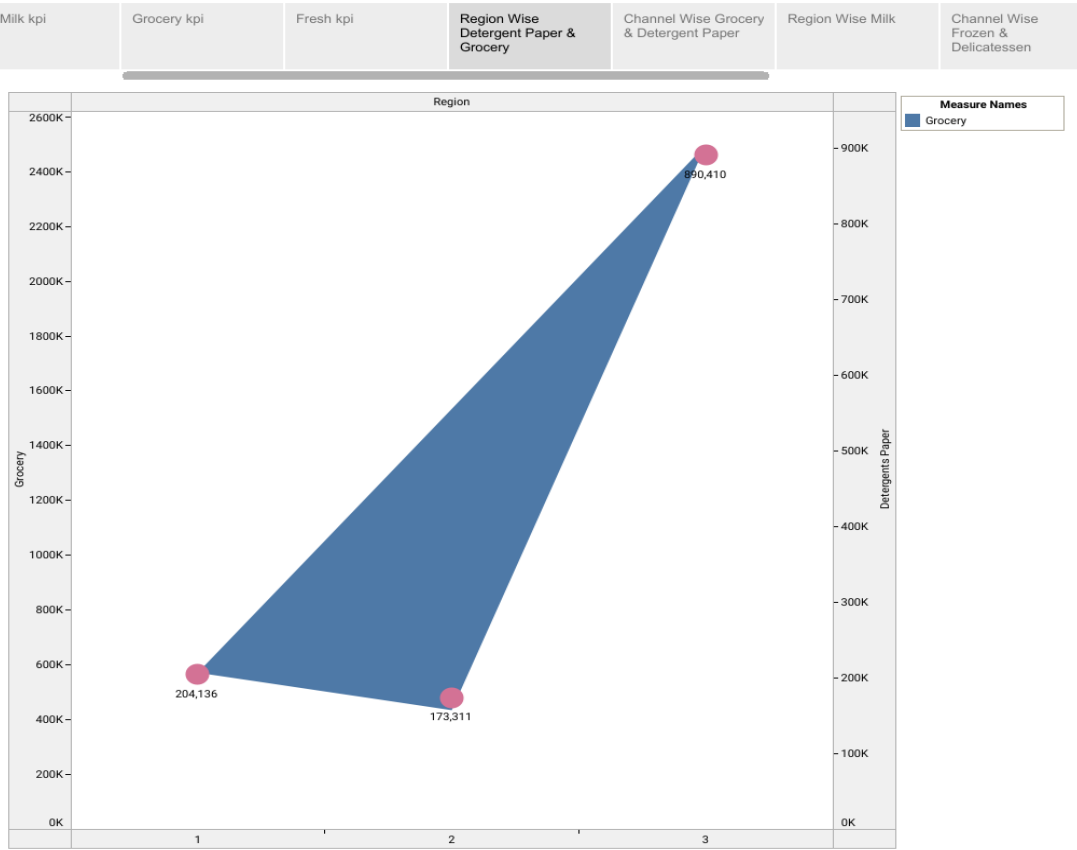 Milk kpi
Grocery kpi
Fresh kpi
Region Wise
Detergent Paper &
Grocery
Channel Wise Grocery
& Detergent Paper
Region Wise Milk
Channel Wise
Frozen &
Delicatessen
Region
Measure Names
Grocery
2600K
2400K
2200K
2000K
1800K
1600K
1400K
1200K
1000K
800K
600K
400K
200K
0K
Grocery
890,410
204,136
173,311
900K
800K
700K
600K
500K
400K
300K
200K
100K
0K
Detergents Paper
1
2
3